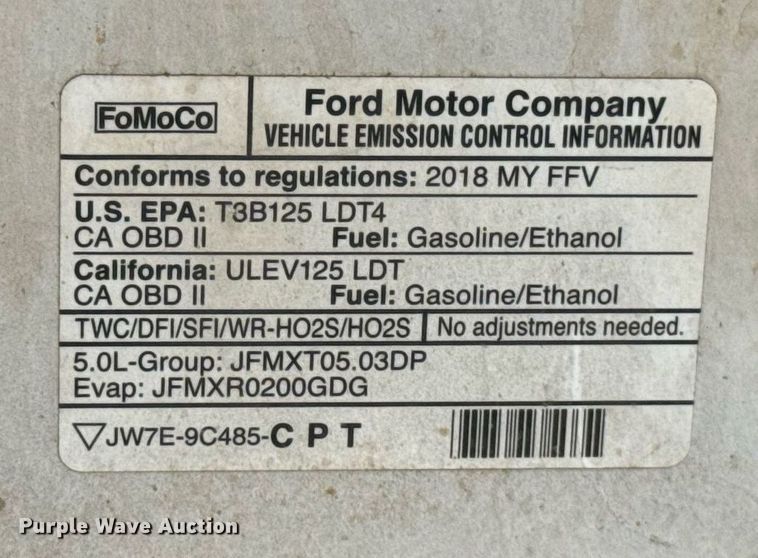 FoMoCo
Ford Motor Company
VEHICLE EMISSION CONTROL INFORMATION
Conforms to regulations: 2018 MY FFV
U.S. EPA: T3B125 LDT4
CA OBD II Fuel: Gasoline/Ethanol
California: ULEV125 LDT
CA OBD II Fuel: Gasoline/Ethanol
TWC/DFI/SFI/WR-HO2S/HO2S No adjustments needed.
5.0L-Group: JFMXT05.03DP
Evap: JFMXR0200GDG
▽JW7E-9C485-C P T
Purple Wave Auction